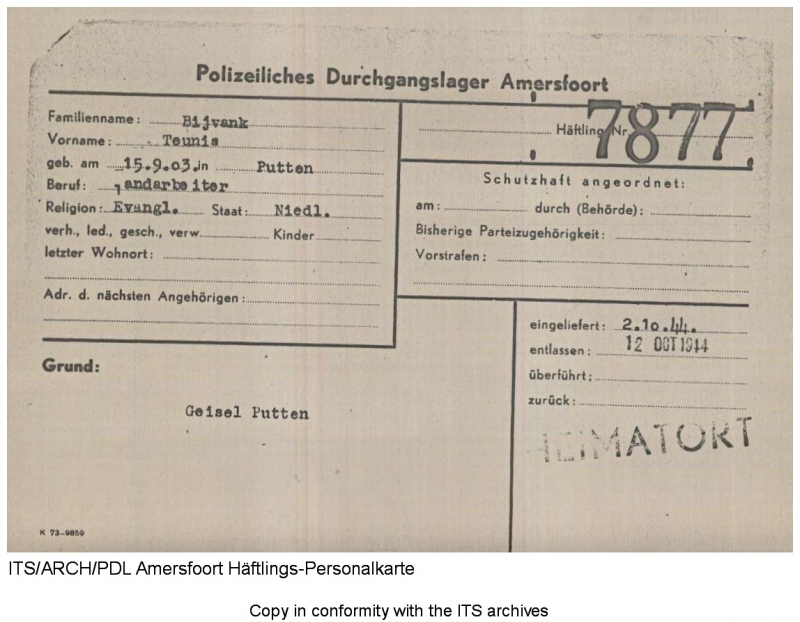 Polizeiliches Durchgangslager Amersfoort
Familienname: Bijvank
Vorname: Teunis
geb. am 15.9.03. in Putten
Beruf: andarbeiter
Religion: Evangl. Staat: Niedl.
verh., led., gesch., verw. Kinder
letzter Wohnort:
Adr. d. nächsten Angehörigen:
Häftling Nr. 7877
Schutzhaft angeordnet:
am: durch (Behörde):
Bisherige Parteizugehörigkeit:
Vorstrafen:
Grund:
Geisel Putten
eingeliefert: 2.10.44.
entlassen: 12 OCT 1944
überführt:
zurück:
HEIMATORT
K 73-9859
ITS/ARCH/PDL Amersfoort Häftlings-Personalkarte
Copy in conformity with the ITS archives